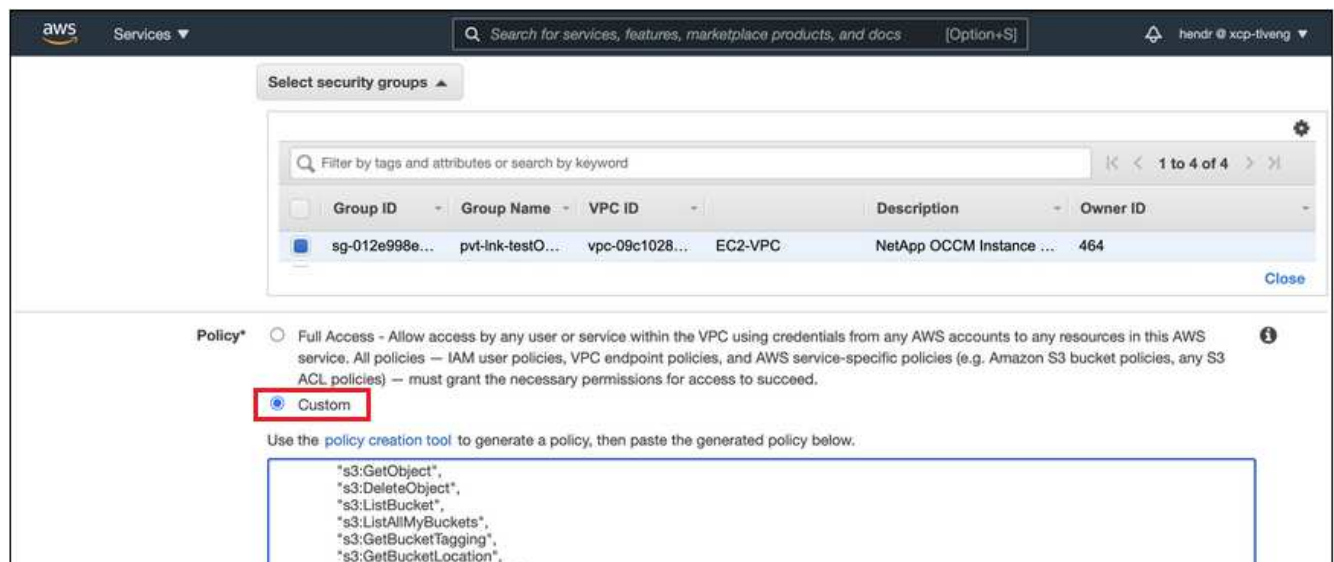 aws Services ▼ Search for services, features, marketplace products, and docs [Option+S] hendr @ xcp-tiveng ▼
Select security groups ▲
Filter by tags and attributes or search by keyword 1 to 4 of 4
Group ID Group Name VPC ID Description Owner ID
sg-012e998e... pvt-lnk-testO... vpc-09c1028... EC2-VPC NetApp OCCM Instance ... 464
Close
Policy* Full Access - Allow access by any user or service within the VPC using credentials from any AWS accounts to any resources in this AWS
service. All policies — IAM user policies, VPC endpoint policies, and AWS service-specific policies (e.g. Amazon S3 bucket policies, any S3
ACL policies) — must grant the necessary permissions for access to succeed.
Custom
Use the policy creation tool to generate a policy, then paste the generated policy below.
"s3:GetObject",
"s3:DeleteObject",
"s3:ListBucket",
"s3:ListAllMyBuckets",
"s3:GetBucketTagging",
"s3:GetBucketLocation",